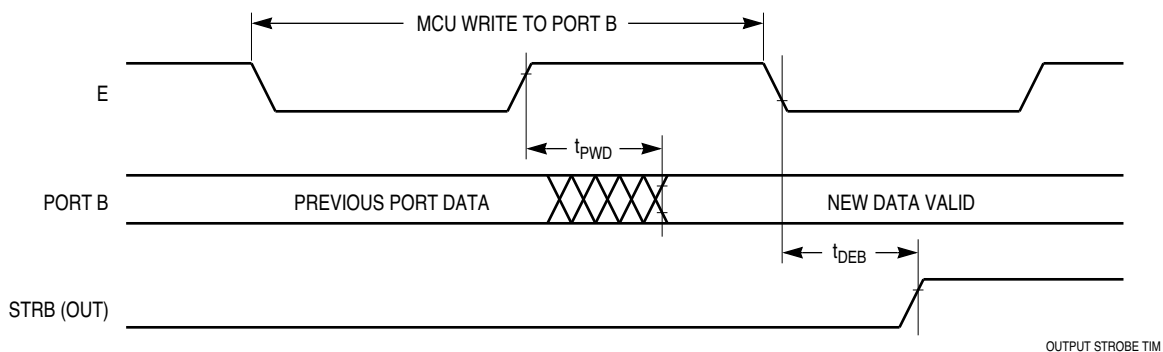 MCU WRITE TO PORT B
E
tPWD
PORT B
PREVIOUS PORT DATA
NEW DATA VALID
tDEB
STRB (OUT)
OUTPUT STROBE TIM